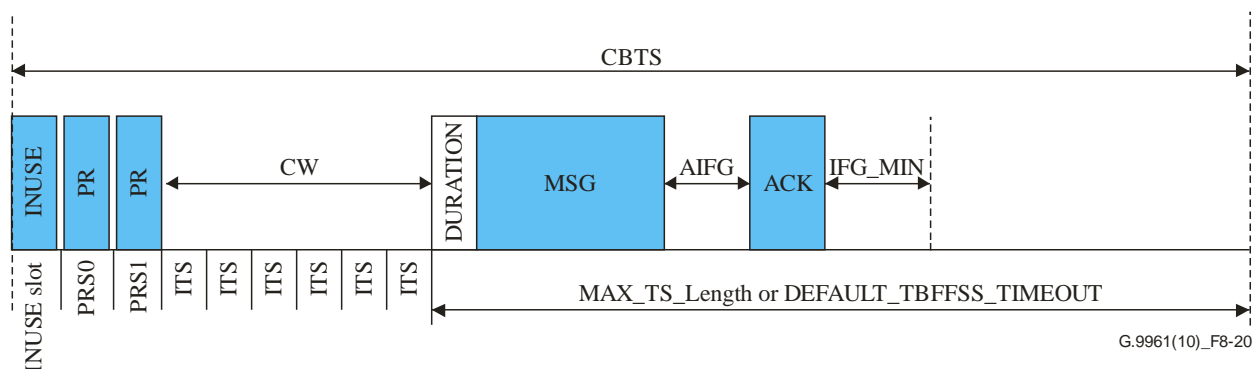 CBTS
INUSE
PR
PR
CW
DURATION
MSG
AIFG
ACK
IFG_MIN
INUSE slot
PRS0
PRS1
ITS
ITS
ITS
ITS
ITS
ITS
MAX_TS_Length or DEFAULT_TBFFSS_TIMEOUT
G.9961(10)_F8-20